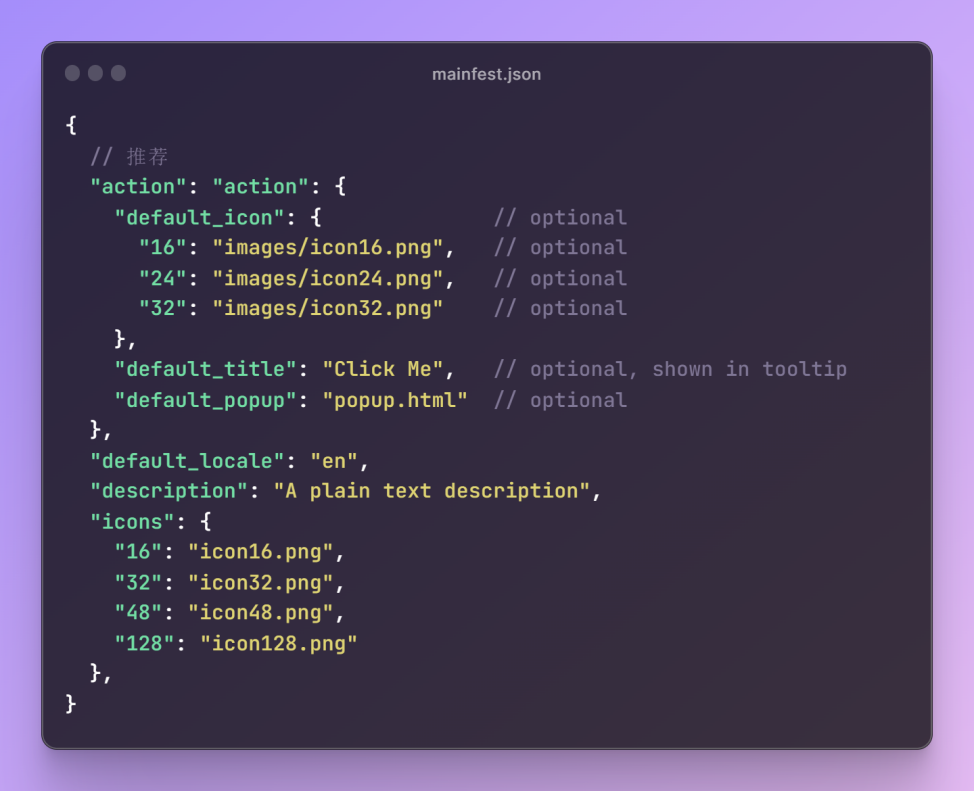 mainfest.json
{
  // 推荐
  "action": "action": {
    "default_icon": {              // optional
      "16": "images/icon16.png",   // optional
      "24": "images/icon24.png",   // optional
      "32": "images/icon32.png"    // optional
    },
    "default_title": "Click Me",   // optional, shown in tooltip
    "default_popup": "popup.html"  // optional
  },
  "default_locale": "en",
  "description": "A plain text description",
  "icons": {
    "16": "icon16.png",
    "32": "icon32.png",
    "48": "icon48.png",
    "128": "icon128.png"
  },
}